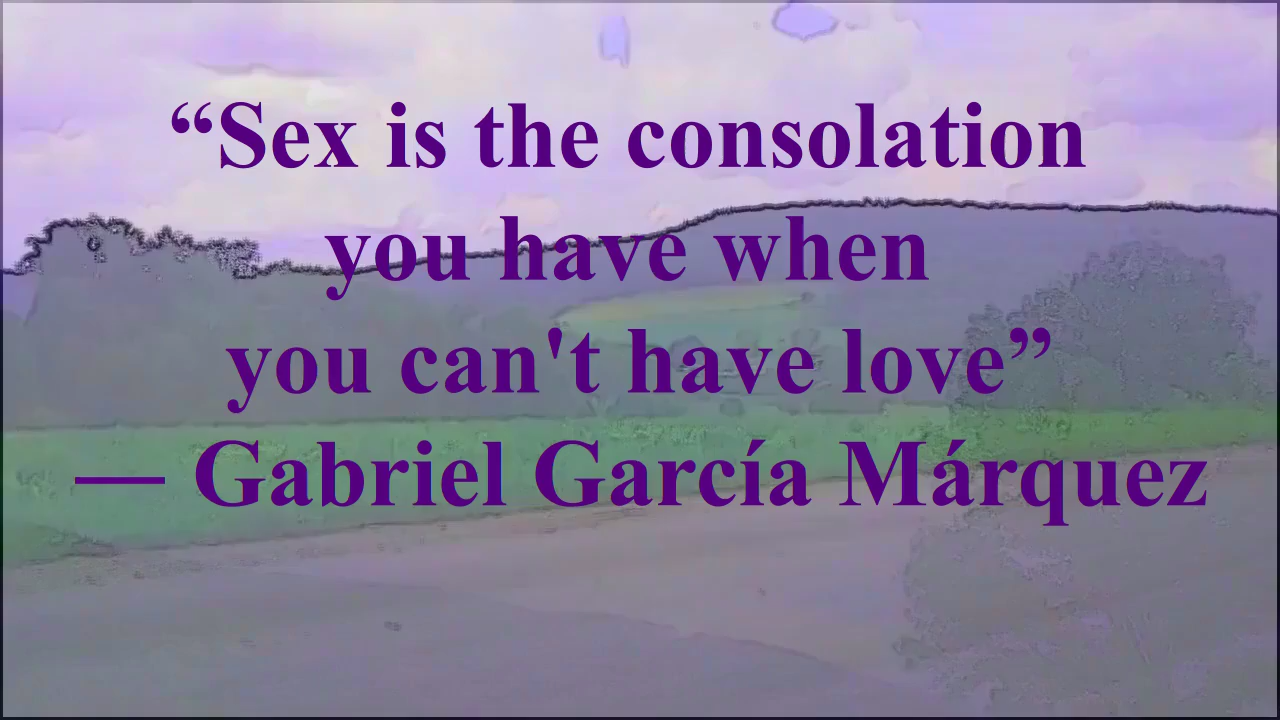 “Sex is the consolation
you have when
you can't have love”
— Gabriel García Márquez